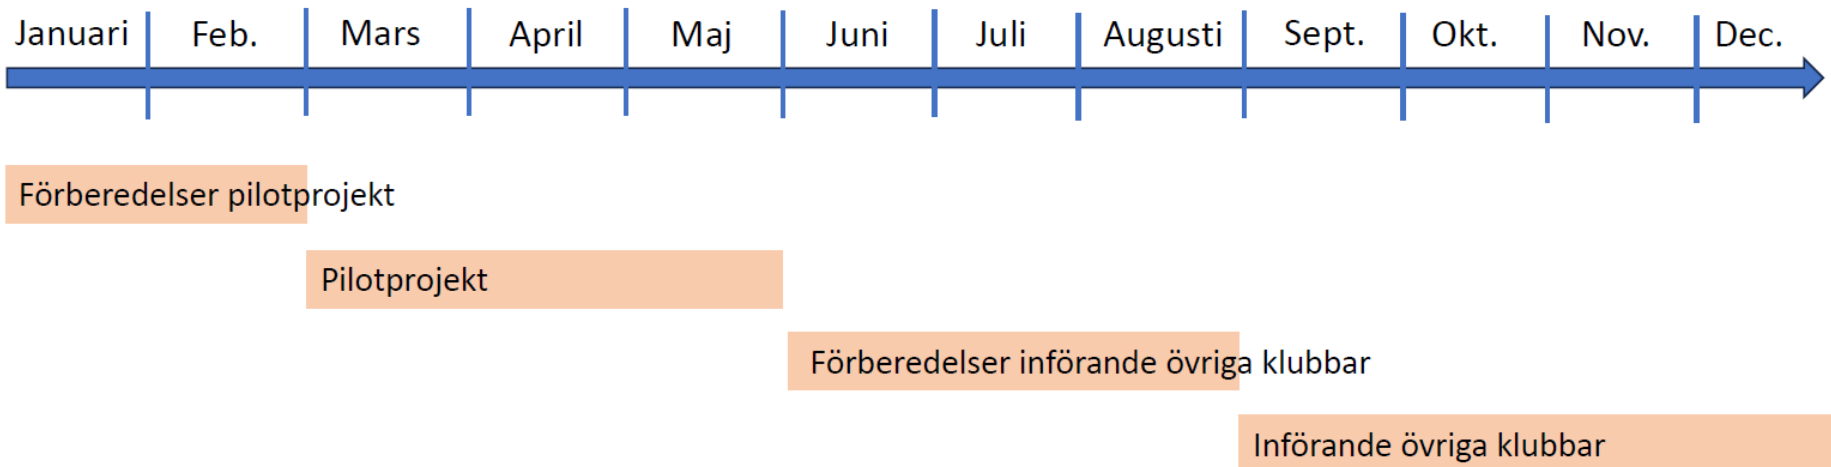 Januari Feb. Mars April Maj Juni Juli Augusti Sept. Okt. Nov. Dec.
Förberedelser pilotprojekt
Pilotprojekt
Förberedelser införande övriga klubbar
Införande övriga klubbar